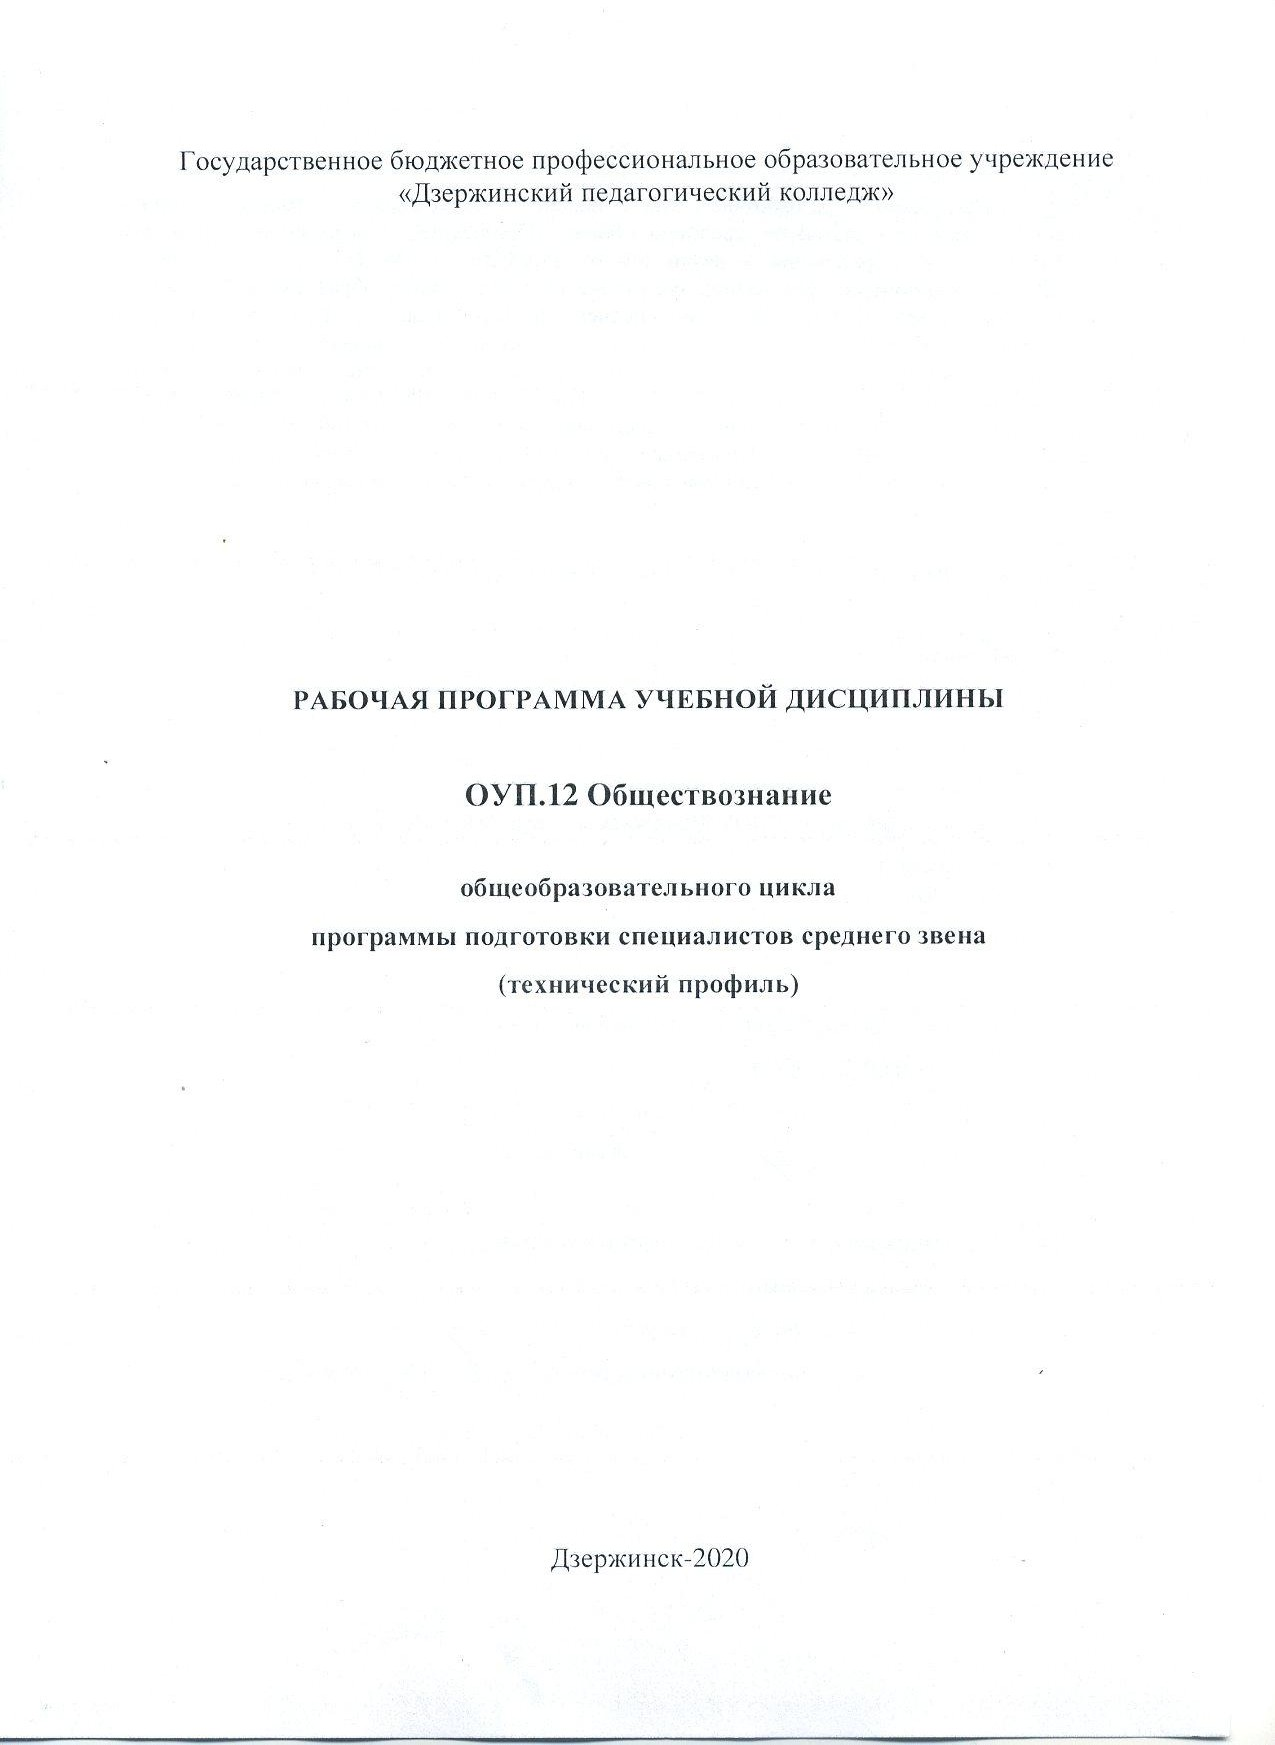 Государственное бюджетное профессиональное образовательное учреждение
«Дзержинский педагогический колледж»
РАБОЧАЯ ПРОГРАММА УЧЕБНОЙ ДИСЦИПЛИНЫ
ОУП.12 Обществознание
общеобразовательного цикла
программы подготовки специалистов среднего звена
(технический профиль)
Дзержинск-2020